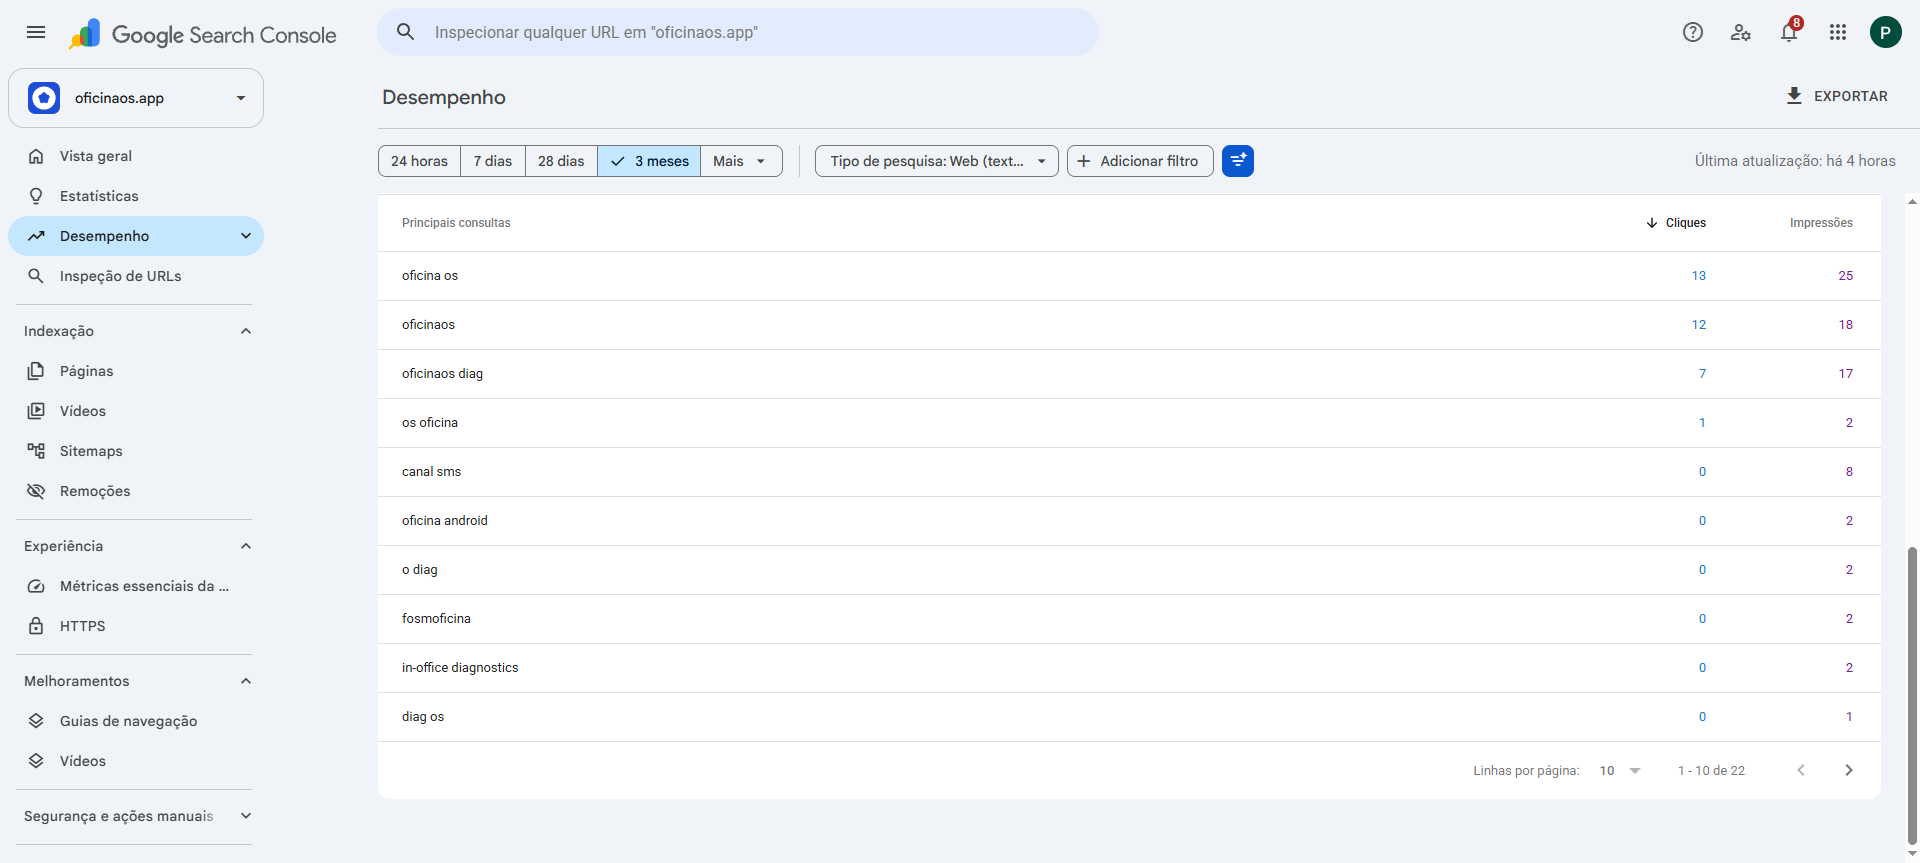 Google Search Console
Inspecionar qualquer URL em "oficinaos.app"
8
P
oficinaos.app
Desempenho
EXPORTAR
24 horas
7 dias
28 dias
3 meses
Mais
Tipo de pesquisa: Web (text...
Adicionar filtro
Última atualização: há 4 horas
Vista geral
Estatísticas
Desempenho
Inspeção de URLs
Indexação
Páginas
Vídeos
Sitemaps
Remoções
Experiência
Métricas essenciais da ...
HTTPS
Melhoramentos
Guias de navegação
Vídeos
Segurança e ações manuais
Principais consultas Cliques Impressões
oficina os 13 25
oficinaos 12 18
oficinaos diag 7 17
os oficina 1 2
canal sms 0 8
oficina android 0 2
o diag 0 2
fosmoficina 0 2
in-office diagnostics 0 2
diag os 0 1
Linhas por página: 10 1 - 10 de 22